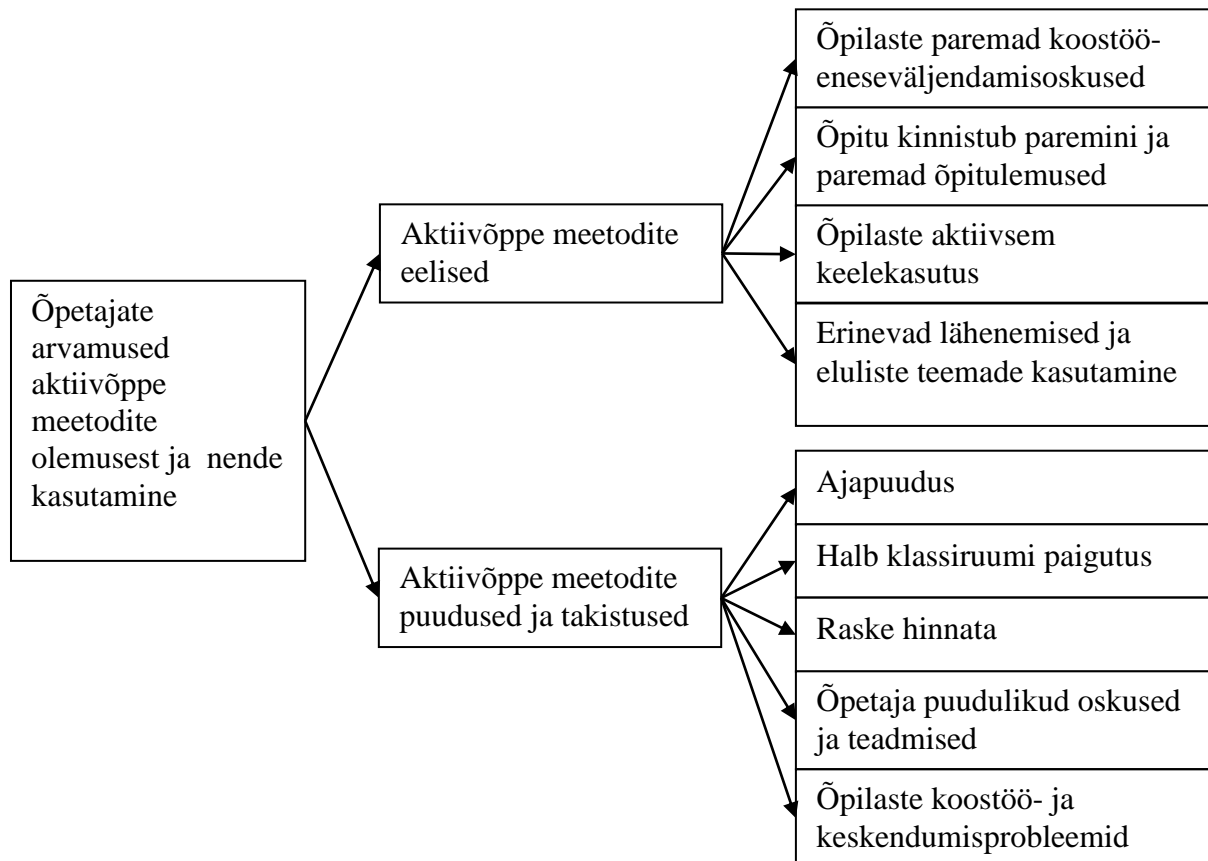 Õpetajate
arvamused
aktiivõppe
meetodite
olemusest ja nende
kasutamine
Aktiivõppe meetodite
eelised
Õpilaste paremad koostöö-
eneseväljendamisoskused
Õpitu kinnistub paremini ja
paremad õpitulemused
Õpilaste aktiivsem
keelekasutus
Erinevad lähenemised ja
eluliste teemade kasutamine
Aktiivõppe meetodite
puudused ja takistused
Ajapuudus
Halb klassiruumi paigutus
Raske hinnata
Õpetaja puudulikud oskused
ja teadmised
Õpilaste koostöö- ja
keskendumisprobleemid